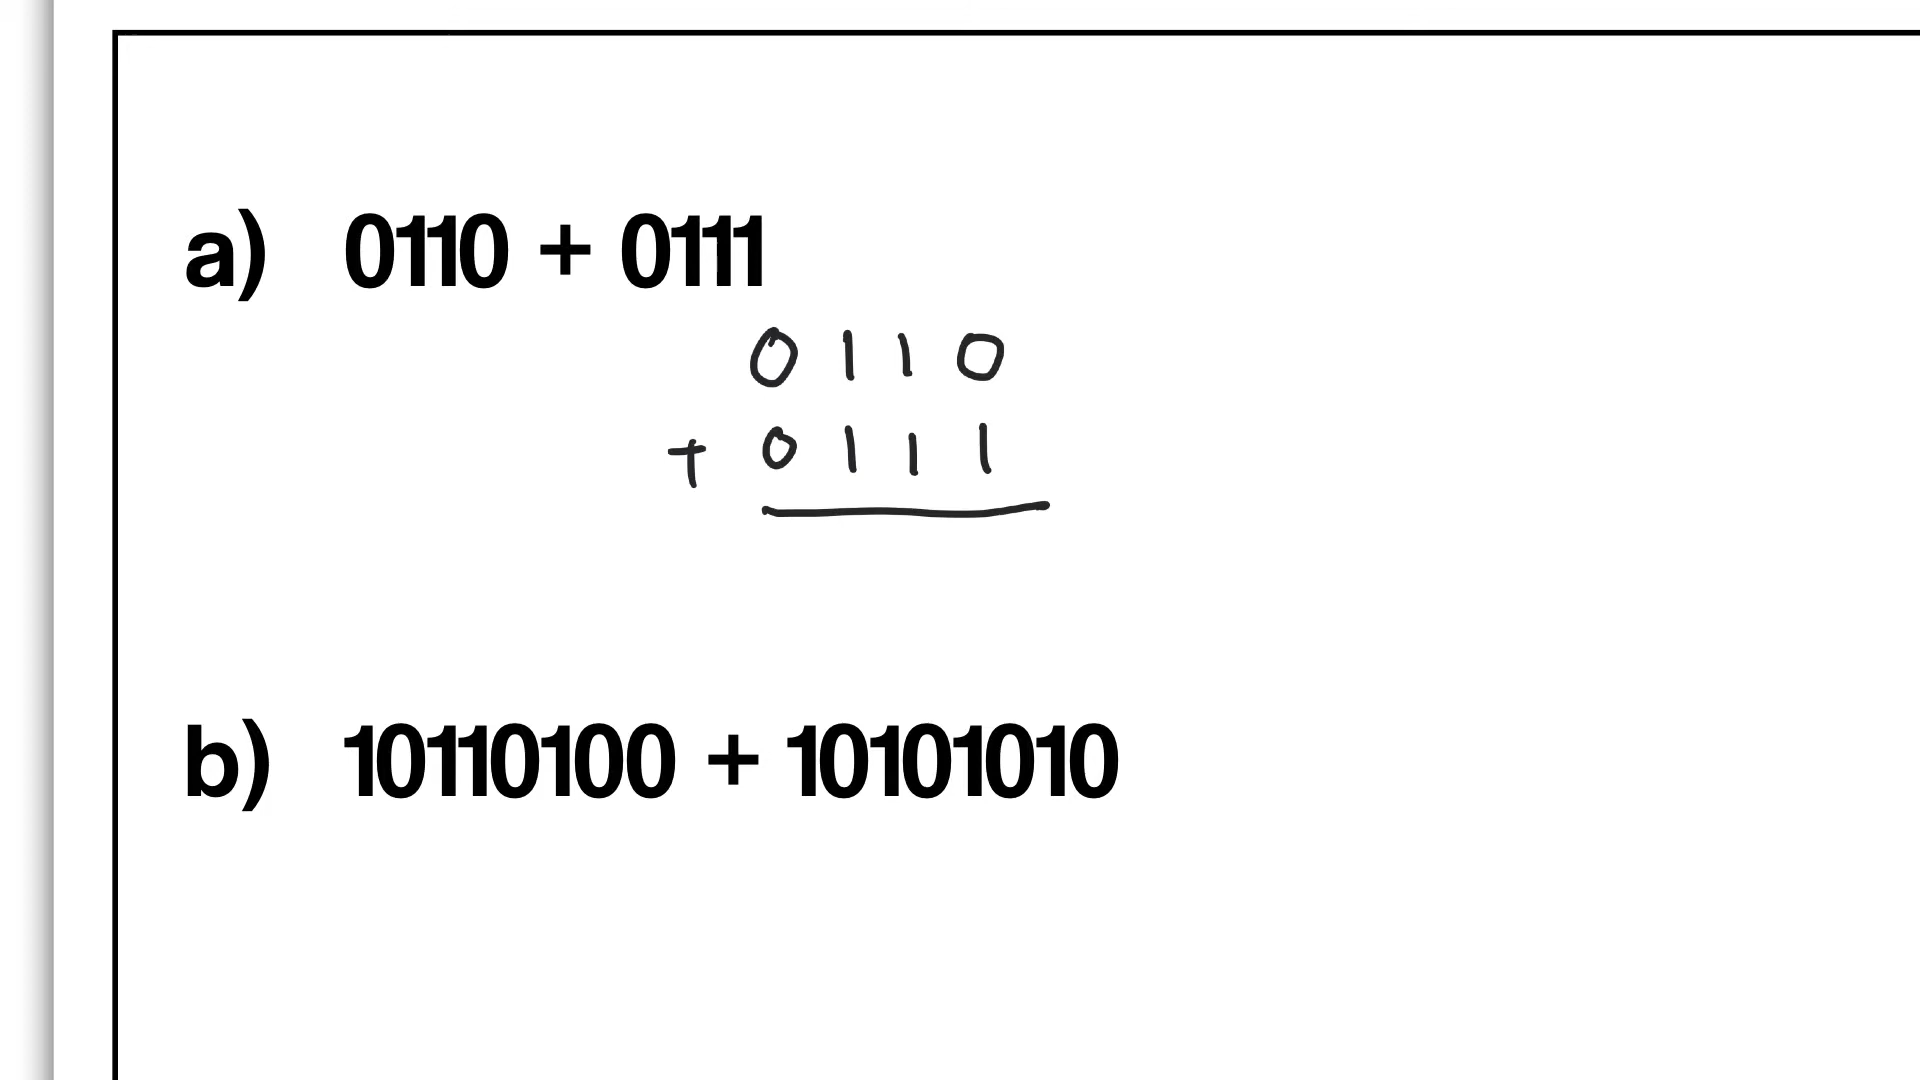 a) 0110 + 0111
0 1 1 0
+ 0 1 1 1
b) 10110100 + 10101010